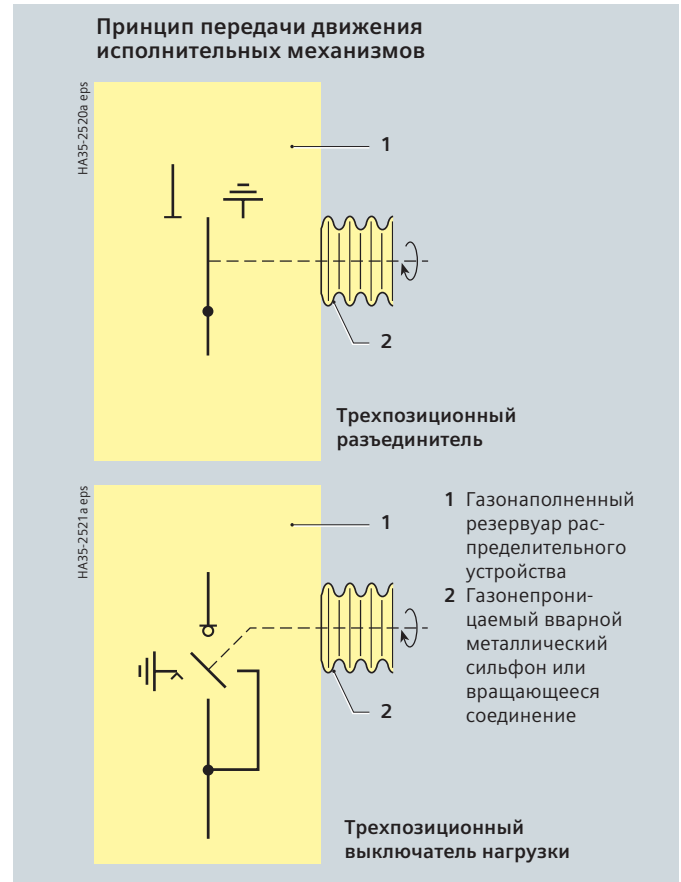 Принцип передачи движения
исполнительных механизмов
HA35-2520a eps
1
2
Трехпозиционный
разъединитель
HA35-2521a eps
1
2
1 Газонаполненный
резервуар рас-
пределительного
устройства
2 Газонепрони-
цаемый вварной
металлический
сильфон или
вращающееся
соединение
Трехпозиционный
выключатель нагрузки